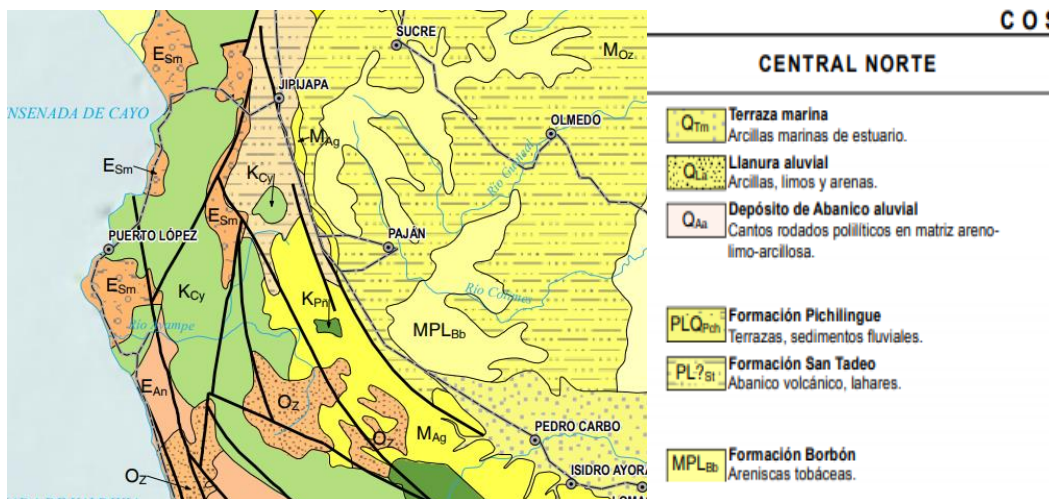 SUCRE
MOz
ESm
JIPIJAPA
ENSENADA DE CAYO
OLMEDO
MAg
Río Guineal
ESm
KCy
ESm
PUERTO LÓPEZ
PAJÁN
ESm
KCy
KPñ
Río Colimes
Río Ayampe
MPLBb
EAn
Oz
Oz
MAg
PEDRO CARBO
ISIDRO AYORA
Oz
COS
CENTRAL NORTE
QTm
Terraza marina
Arcillas marinas de estuario.
QLa
Llanura aluvial
Arcillas, limos y arenas.
QAa
Depósito de Abanico aluvial
Cantos rodados polilíticos en matriz areno-
limo-arcillosa.
PLQPch
Formación Pichilingue
Terrazas, sedimentos fluviales.
PL?St
Formación San Tadeo
Abanico volcánico, lahares.
MPLBb
Formación Borbón
Areniscas tobáceas.